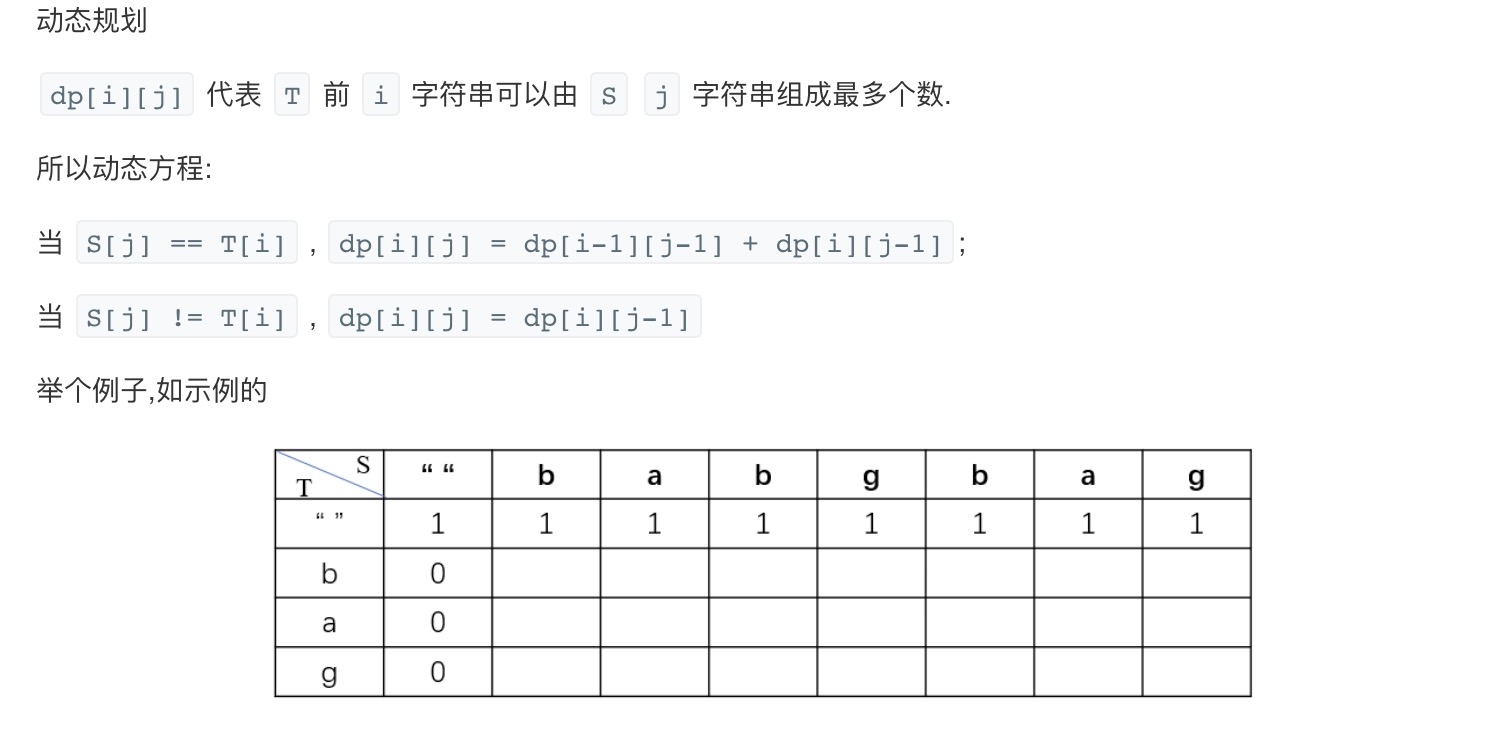 动态规划
dp[i][j] 代表 T 前 i 字符串可以由 S j 字符串组成最多个数.
所以动态方程:
当 S[j] == T[i] , dp[i][j] = dp[i-1][j-1] + dp[i][j-1];
当 S[j] != T[i] , dp[i][j] = dp[i][j-1]
举个例子,如示例的
S T “ “ b a b g b a g
“ ” 1 1 1 1 1 1 1 1
b 0
a 0
g 0